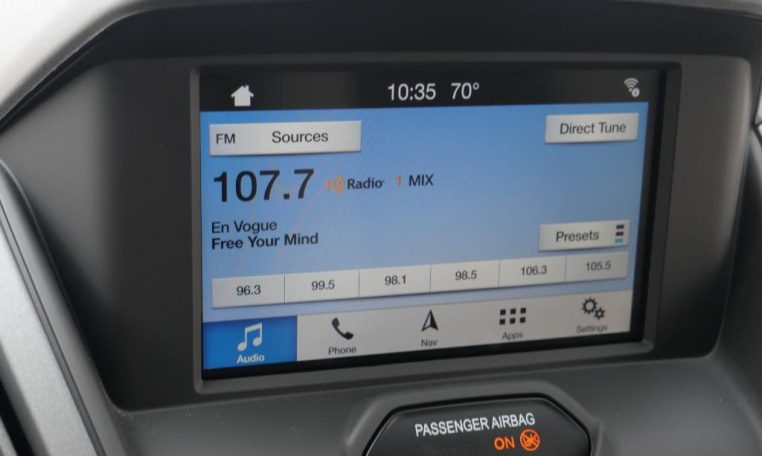 10:35 70°
FM Sources
Direct Tune
107.7 HD Radio 1 MIX
En Vogue
Free Your Mind
Presets
96.3 99.5 98.1 98.5 106.3 105.5
Audio Phone Nav Apps Settings
PASSENGER AIRBAG
ON